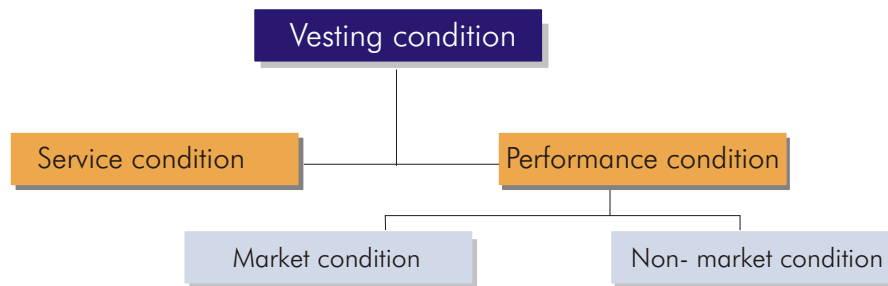 Vesting condition
Service condition
Performance condition
Market condition
Non- market condition